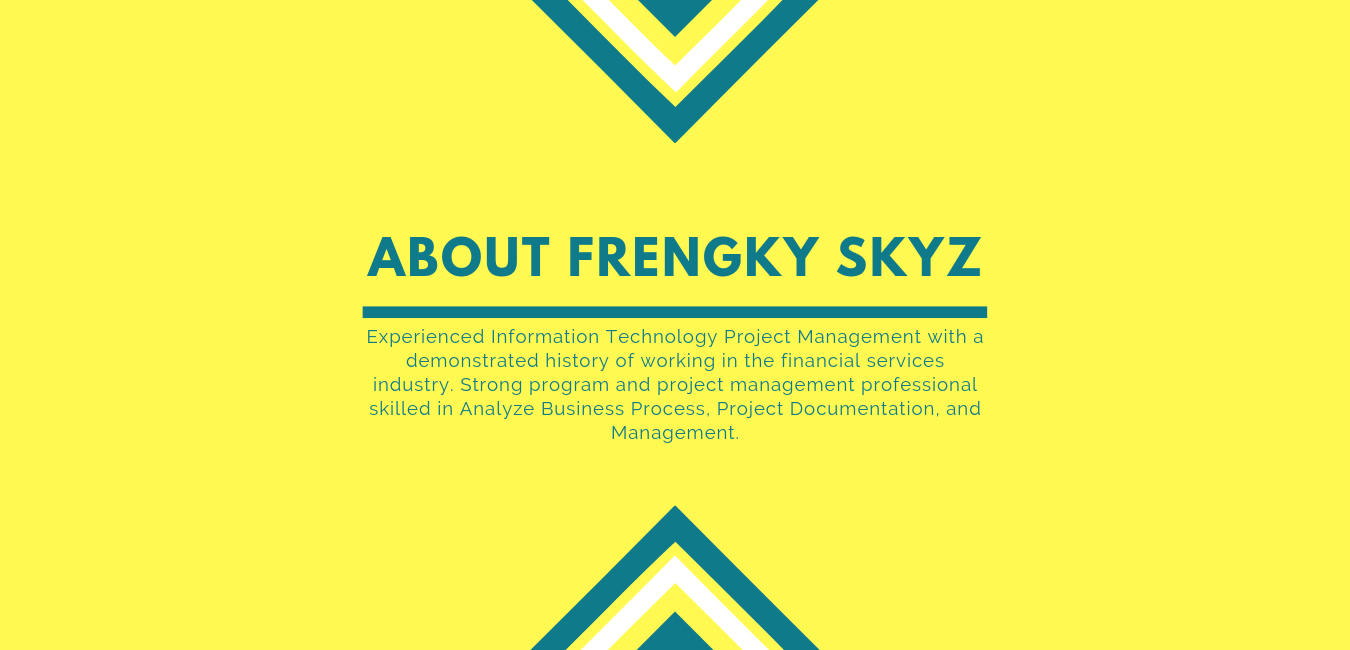 ABOUT FRENGKY SKYZ
Experienced Information Technology Project Management with a
demonstrated history of working in the financial services
industry. Strong program and project management professional
skilled in Analyze Business Process, Project Documentation, and
Management.